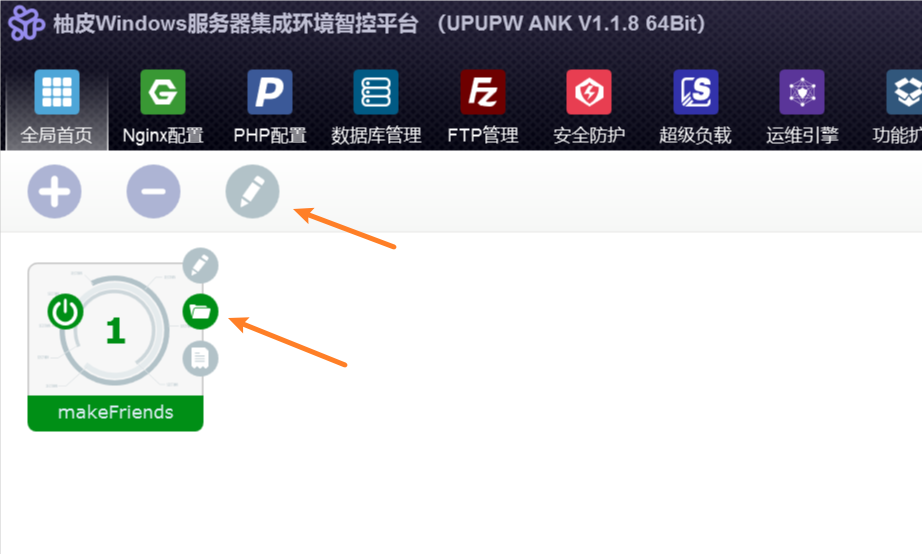 柚皮Windows服务器集成环境智控平台 (UPUPW ANK V1.1.8 64Bit)
全局首页 Nginx配置 PHP配置 数据库管理 FTP管理 安全防护 超级负载 运维引擎 功能扩
1
makeFriends